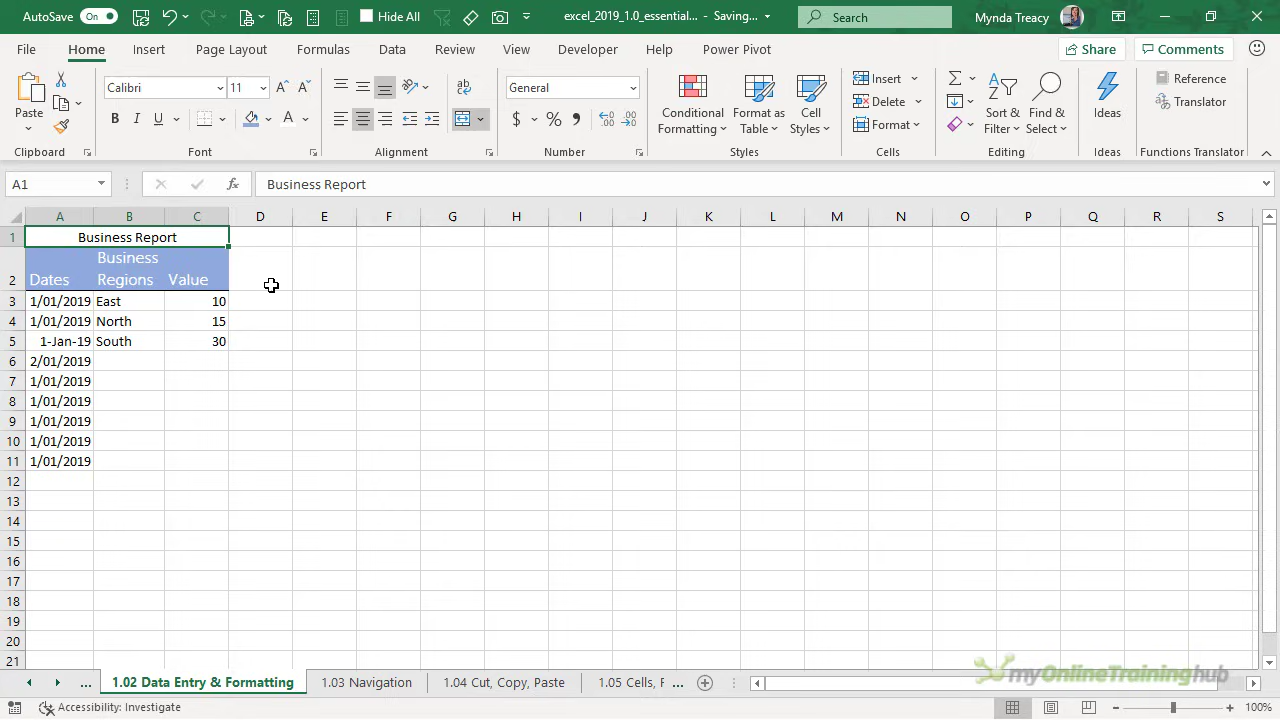 AutoSave On Hide All excel_2019_1.0_essential... - Saving... Search Mynda Treacy
File Home Insert Page Layout Formulas Data Review View Developer Help Power Pivot Share Comments
Calibri 11 General Insert Reference
Paste Conditional Formatting Format as Table Cell Styles Delete Sort & Filter Find & Select Ideas Translator
Format
Clipboard Font Alignment Number Styles Cells Editing Ideas Functions Translator
A1 fx Business Report
A B C D E F G H I J K L M N O P Q R S
1 Business Report
2 Dates Business Regions Value
3 1/01/2019 East 10
4 1/01/2019 North 15
5 1-Jan-19 South 30
6 2/01/2019
7 1/01/2019
8 1/01/2019
9 1/01/2019
10 1/01/2019
11 1/01/2019
12
13
14
15
16
17
18
19
20
21
... 1.02 Data Entry & Formatting 1.03 Navigation 1.04 Cut, Copy, Paste 1.05 Cells, F ...
myOnlineTraininghub
Accessibility: Investigate 100%